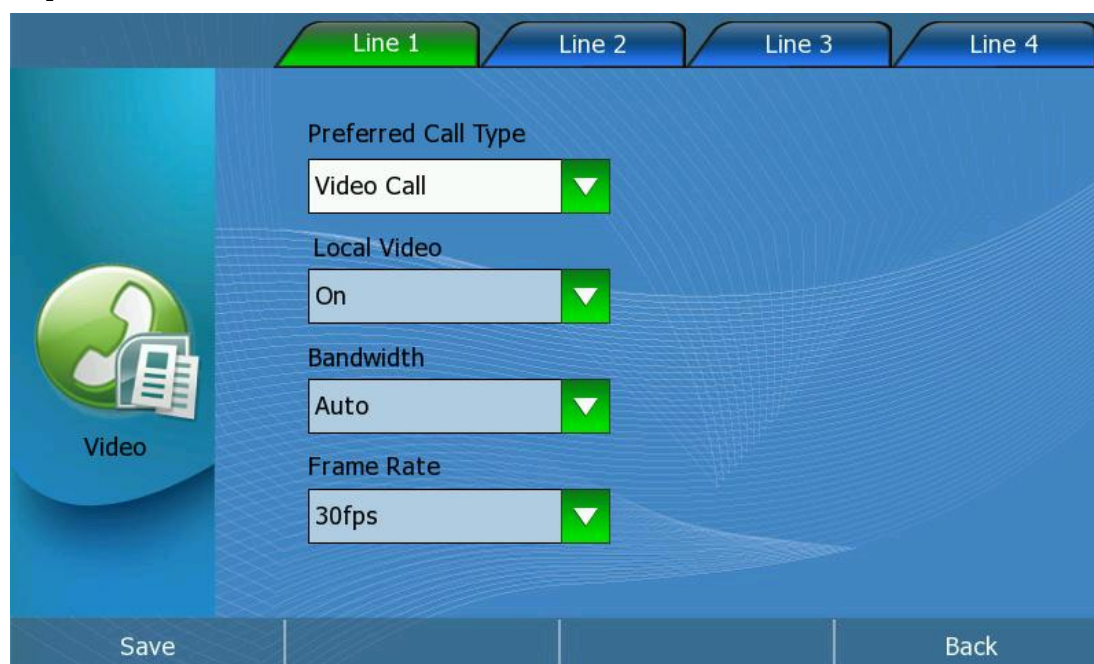 Line 1 Line 2 Line 3 Line 4
Preferred Call Type
Video Call
Local Video
On
Bandwidth
Auto
Video
Frame Rate
30fps
Save Back